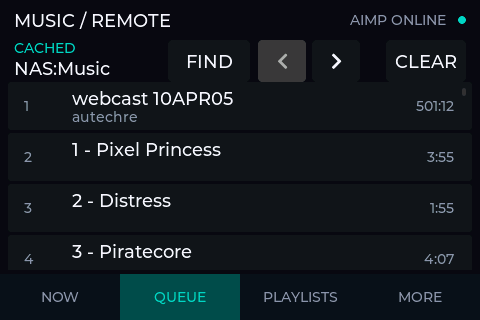 MUSIC / REMOTE
AIMP ONLINE
CACHED
NAS:Music
FIND
<
>
CLEAR
1
webcast 10APR05
autechre
501:12
2
1 - Pixel Princess
3:55
3
2 - Distress
1:55
4
3 - Piratecore
4:07
NOW
QUEUE
PLAYLISTS
MORE